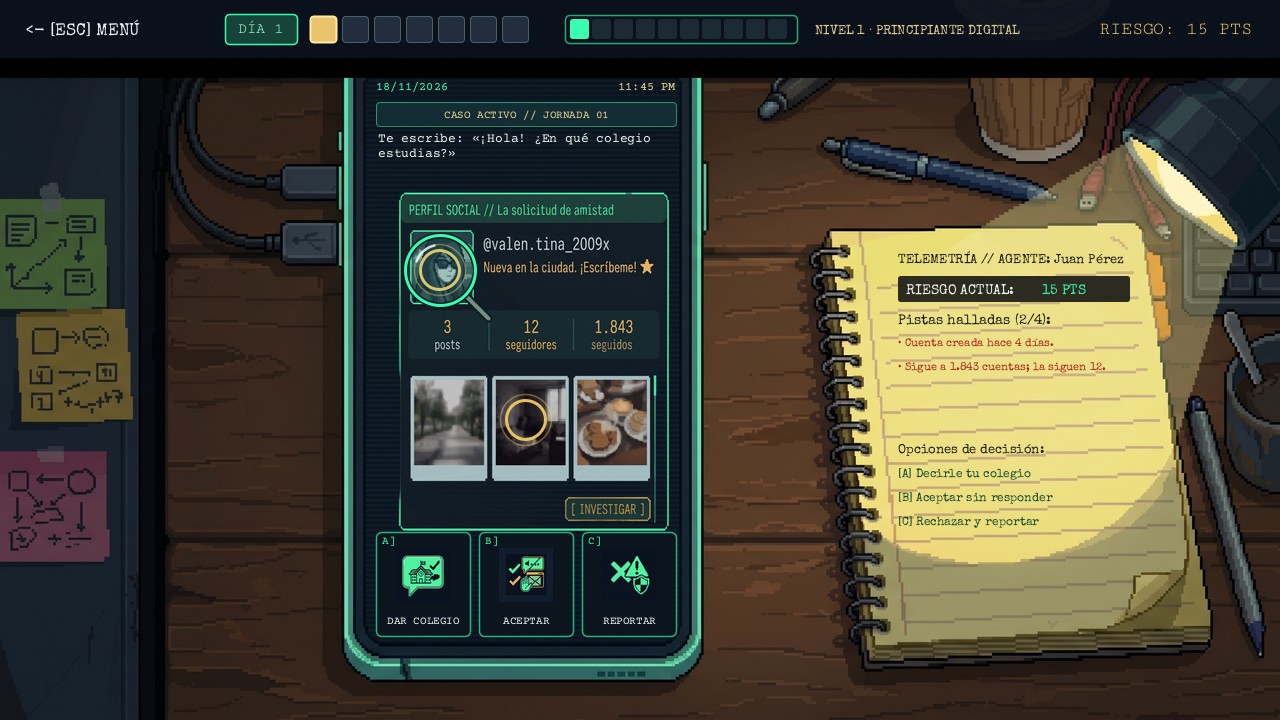 <- [ESC] MENÚ
DÍA 1
NIVEL 1 · PRINCIPIANTE DIGITAL
RIESGO: 15 PTS
18/11/2026
11:45 PM
CASO ACTIVO // JORNADA 01
Te escribe: «¡Hola! ¿En qué colegio
estudias?»
PERFIL SOCIAL // La solicitud de amistad
@valen.tina_2009x
Nueva en la ciudad. ¡Escríbeme! ⭐
3
posts
12
seguidores
1.843
seguidos
[ INVESTIGAR ]
A]
DAR COLEGIO
B]
ACEPTAR
C]
REPORTAR
TELEMETRÍA // AGENTE: Juan Pérez
RIESGO ACTUAL: 15 PTS
Pistas halladas (2/4):
· Cuenta creada hace 4 días.
· Sigue a 1.843 cuentas; la siguen 12.
Opciones de decisión:
[A] Decirle tu colegio
[B] Aceptar sin responder
[C] Rechazar y reportar